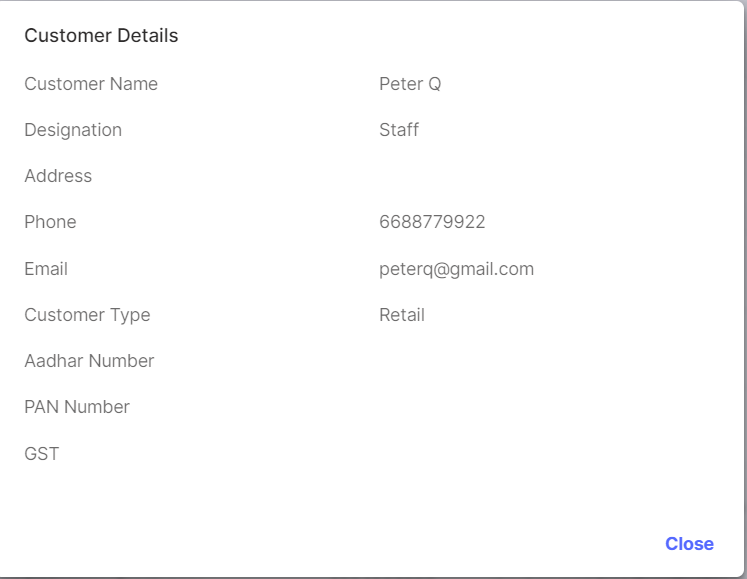 Customer Details
Customer Name Peter Q
Designation Staff
Address
Phone 6688779922
Email peterq@gmail.com
Customer Type Retail
Aadhar Number
PAN Number
GST
Close